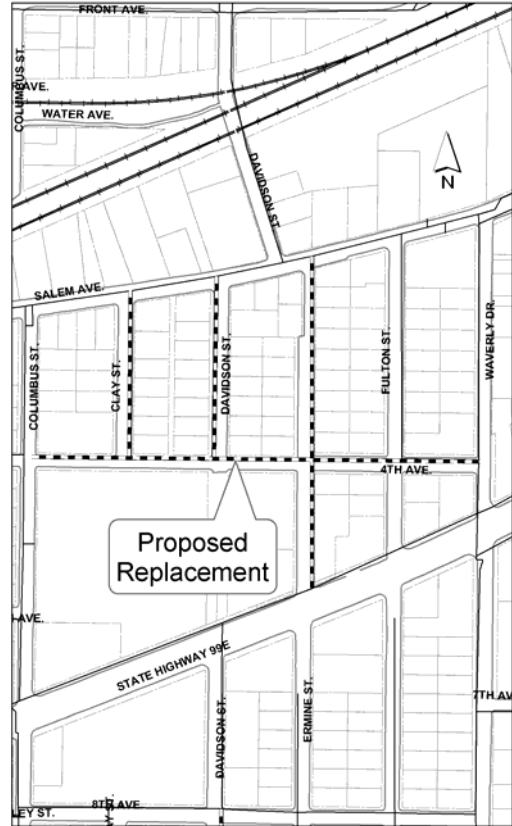 FRONT AVE.
COLUMBUS ST.
AVE.
WATER AVE.
DAVIDSON ST.
N
SALEM AVE.
COLUMBUS ST.
CLAY ST.
DAVIDSON ST.
FULTON ST.
WAVERLY DR.
4TH AVE.
Proposed
Replacement
AVE.
STATE HIGHWAY 99E
DAVIDSON ST.
ERMINE ST.
7TH AV
8TH AVE.
LEY ST.
ST.